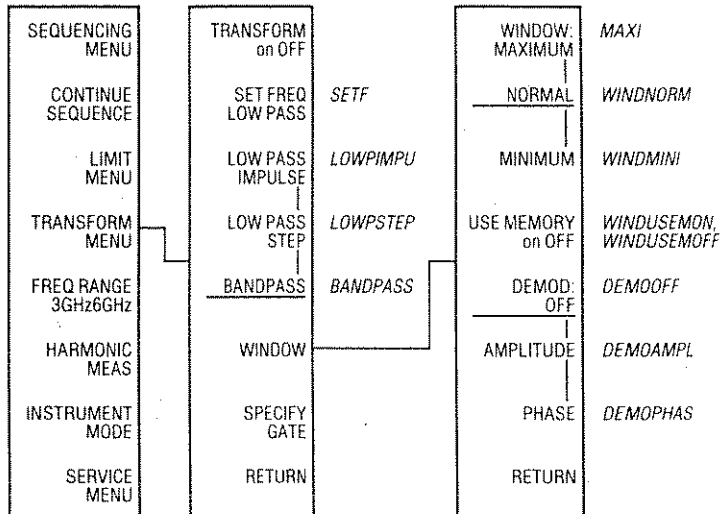 SEQUENCING
MENU
CONTINUE
SEQUENCE
LIMIT
MENU
TRANSFORM
MENU
FREQ RANGE
3GHz6GHz
HARMONIC
MEAS
INSTRUMENT
MODE
SERVICE
MENU
TRANSFORM
on OFF
SET FREQ
LOW PASS
SETF
LOW PASS
IMPULSE
LOWPIMPU
LOW PASS
STEP
LOWPSTEP
BANDPASS
BANDPASS
WINDOW
SPECIFY
GATE
RETURN
WINDOW:
MAXIMUM
MAXI
NORMAL
WINDNORM
MINIMUM
WINDMINI
USE MEMORY
on OFF
WINDUSEMON,
WINDUSEMOFF
DEMOD:
OFF
DEMOOFF
AMPLITUDE
DEMOAMPL
PHASE
DEMOPHAS
RETURN